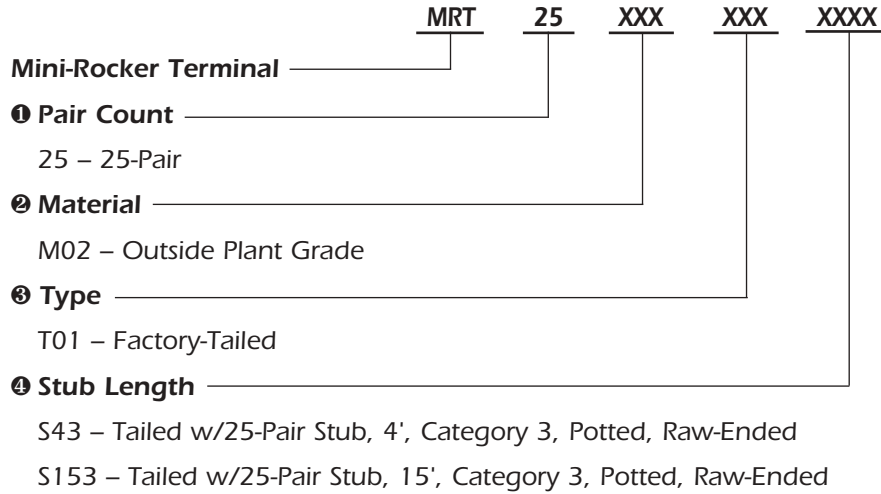 MRT 25 XXX XXX XXXX
Mini-Rocker Terminal
❶ Pair Count
25 – 25-Pair
❷ Material
M02 – Outside Plant Grade
❸ Type
T01 – Factory-Tailed
❹ Stub Length
S43 – Tailed w/25-Pair Stub, 4', Category 3, Potted, Raw-Ended
S153 – Tailed w/25-Pair Stub, 15', Category 3, Potted, Raw-Ended